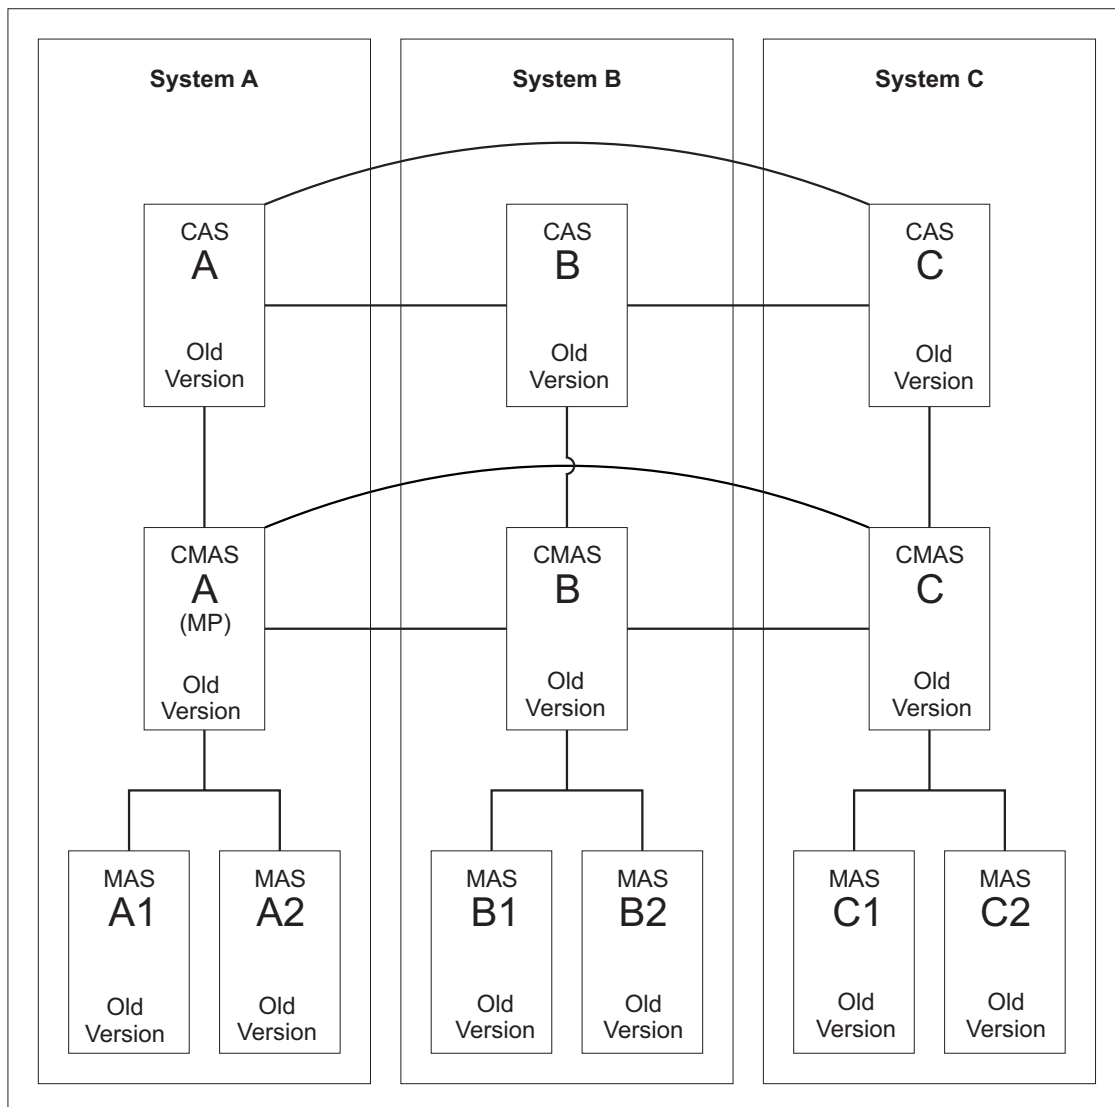 System A
System B
System C
CAS
A
Old
Version
CAS
B
Old
Version
CAS
C
Old
Version
CMAS
A
(MP)
Old
Version
CMAS
B
Old
Version
CMAS
C
Old
Version
MAS
A1
Old
Version
MAS
A2
Old
Version
MAS
B1
Old
Version
MAS
B2
Old
Version
MAS
C1
Old
Version
MAS
C2
Old
Version